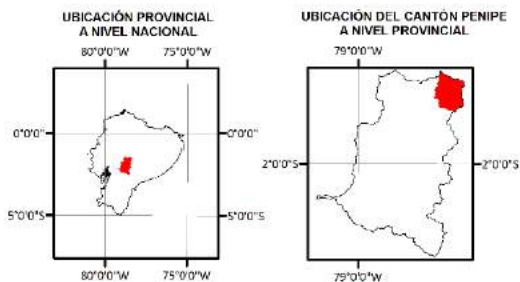 UBICACIÓN PROVINCIAL
A NIVEL NACIONAL
80°0'0"W 75°0'0"W
0°0'0" 0°0'0"S
5°0'0"S 5°0'0"S
80°0'0"W 75°0'0"W
UBICACIÓN DEL CANTÓN PENIPE
A NIVEL PROVINCIAL
79°0'0"W
2°0'0"S 2°0'0"S
79°0'0"W